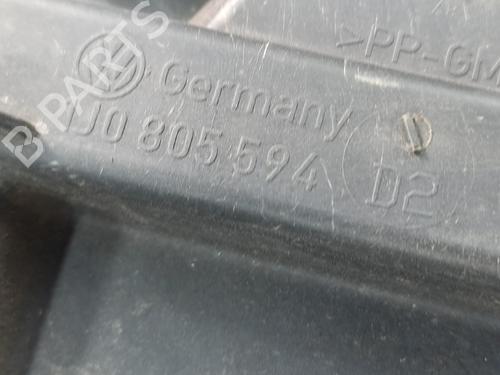 >PP-GM
Germany
1J0 805 594
D2
B PARTS